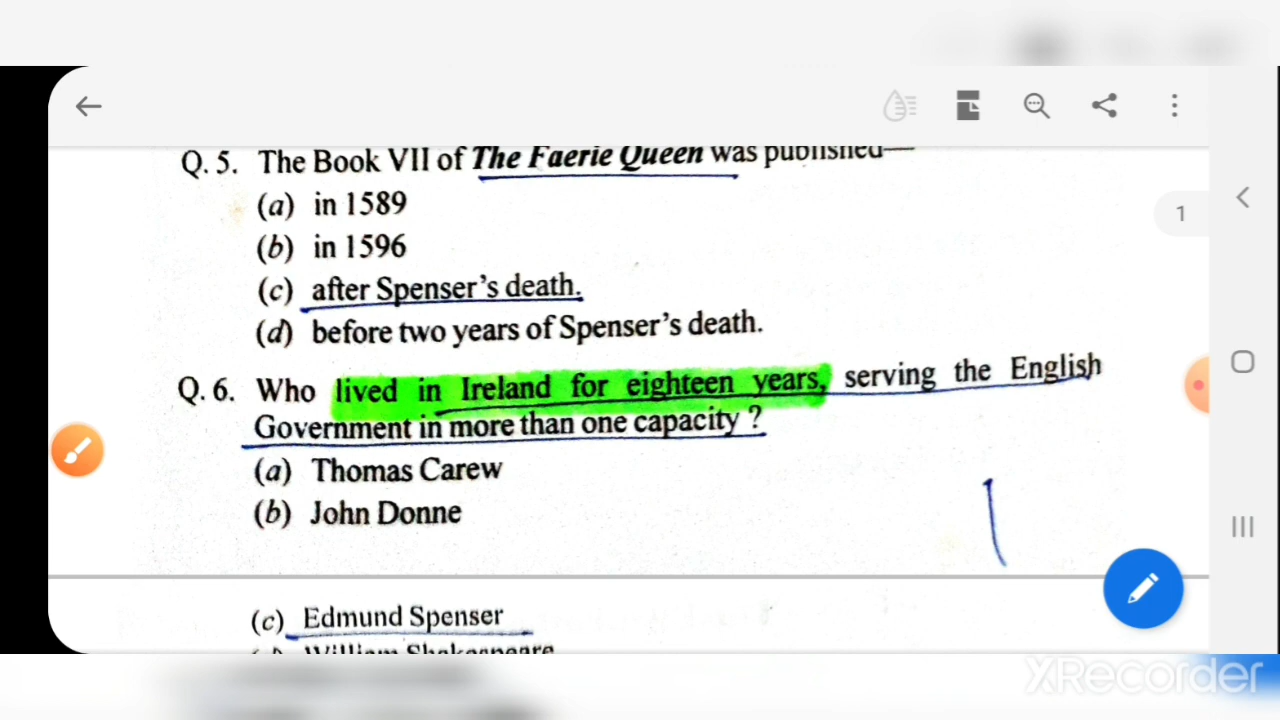 Q. 5. The Book VII of The Faerie Queen was published—
(a) in 1589
(b) in 1596
(c) after Spenser's death.
(d) before two years of Spenser's death.
Q. 6. Who lived in Ireland for eighteen years, serving the English
Government in more than one capacity ?
(a) Thomas Carew
(b) John Donne
(c) Edmund Spenser
William Shakespeare
1
XRecorder